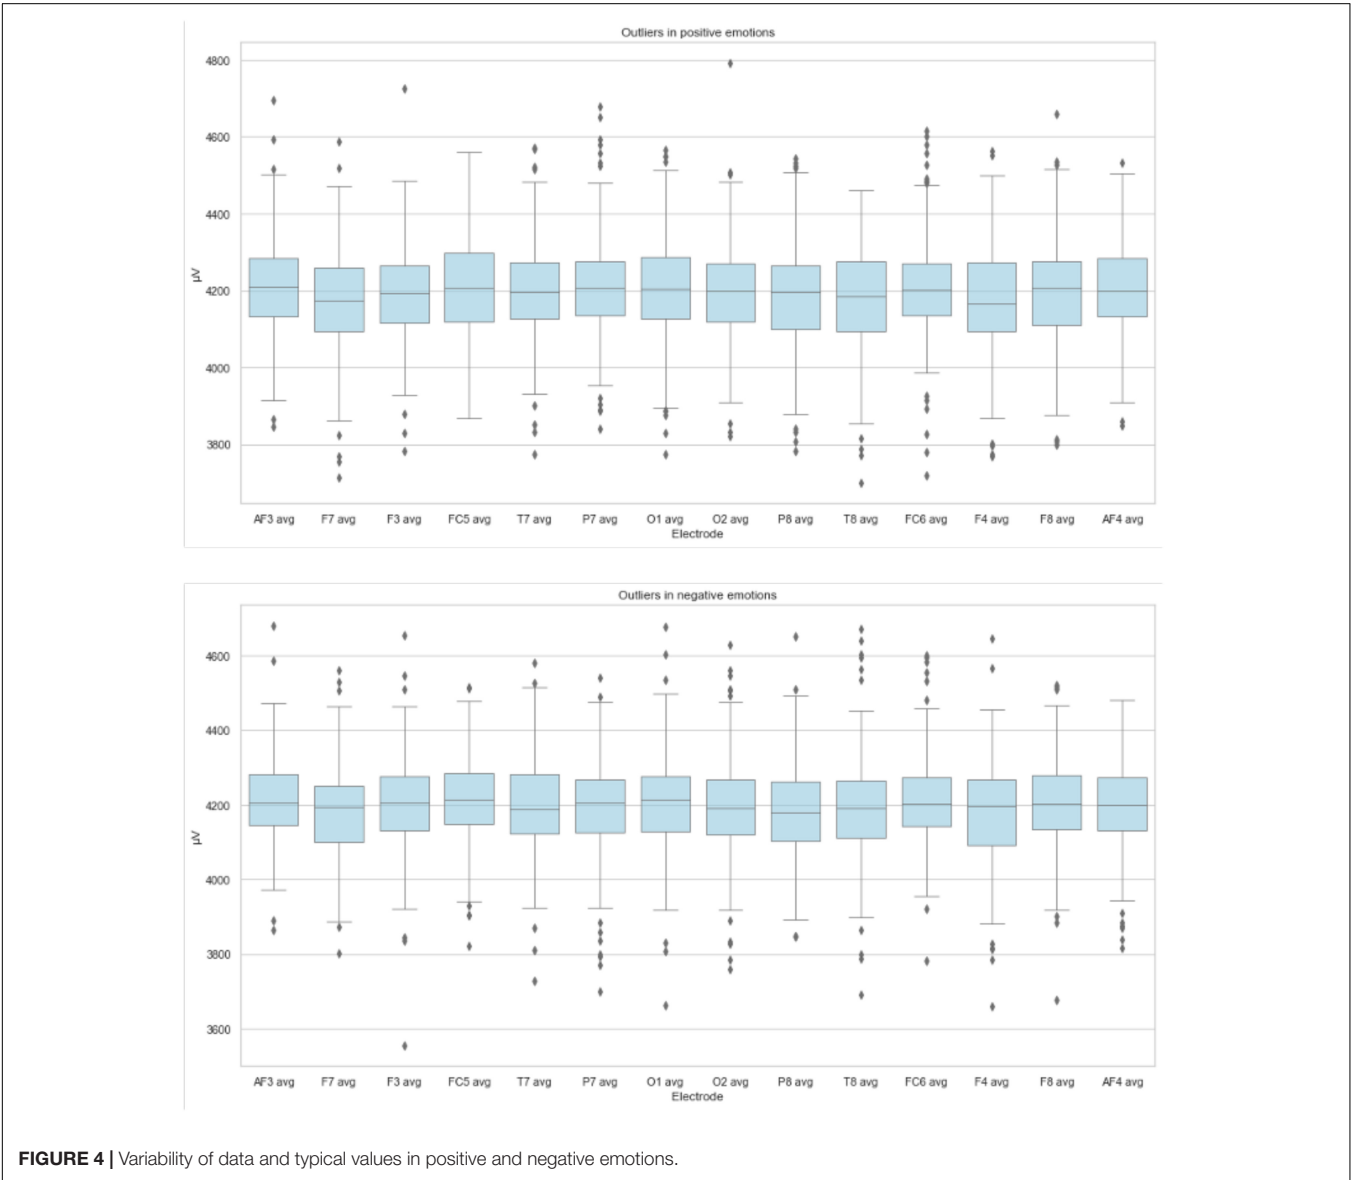 Outliers in positive emotions
4800
4600
4400
4200
4000
3800
µV
AF3 avg F7 avg F3 avg FC5 avg T7 avg P7 avg O1 avg O2 avg P8 avg T8 avg FC6 avg F4 avg F8 avg AF4 avg
Electrode
Outliers in negative emotions
4600
4400
4200
4000
3800
3600
µV
AF3 avg F7 avg F3 avg FC5 avg T7 avg P7 avg O1 avg O2 avg P8 avg T8 avg FC6 avg F4 avg F8 avg AF4 avg
Electrode
FIGURE 4 | Variability of data and typical values in positive and negative emotions.